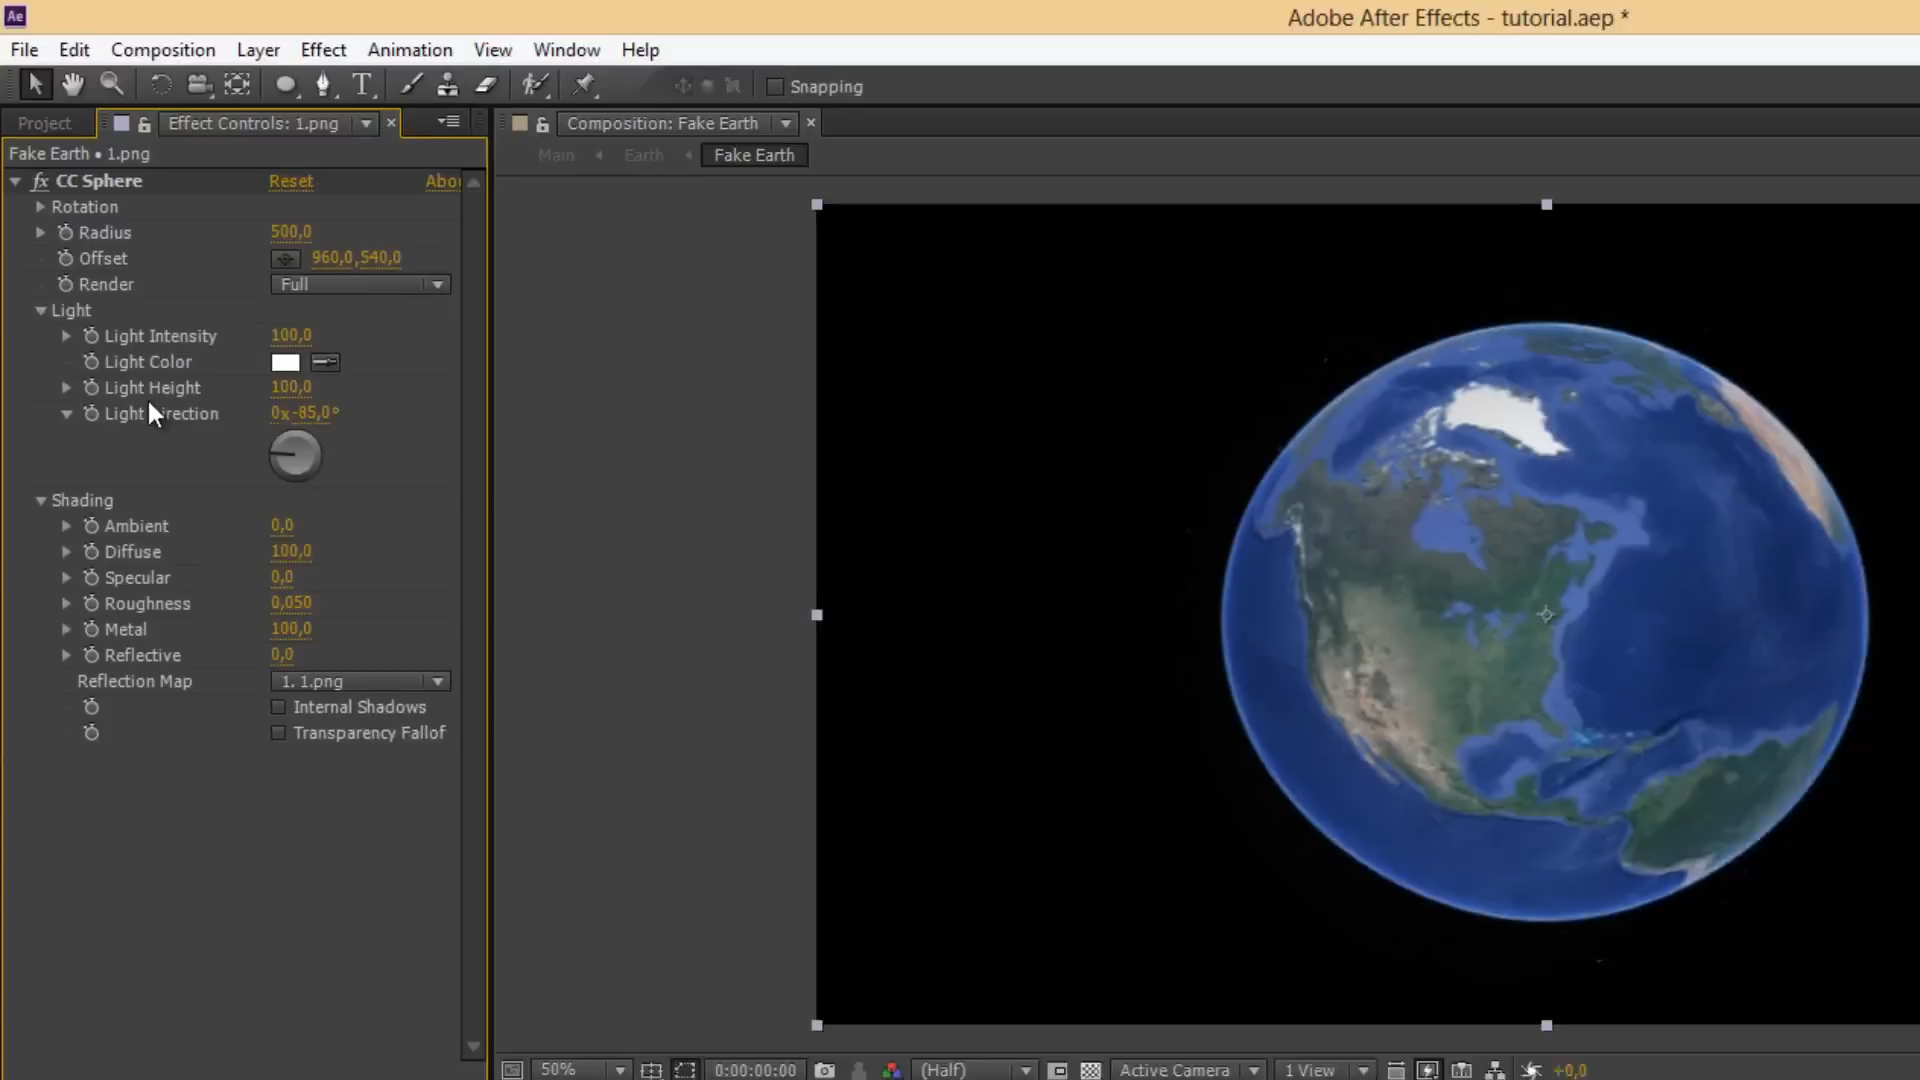 Ae
Adobe After Effects - tutorial.aep *
File Edit Composition Layer Effect Animation View Window Help
T Snapping
Project Effect Controls: 1.png Composition: Fake Earth
Fake Earth • 1.png
Main Earth Fake Earth
fx CC Sphere Reset Abou
Rotation
Radius 500,0
Offset 960,0,540,0
Render Full
Light
Light Intensity 100,0
Light Color
Light Height 100,0
Light Direction 0x-85,0°
Shading
Ambient 0,0
Diffuse 100,0
Specular 0,0
Roughness 0,050
Metal 100,0
Reflective 0,0
Reflection Map 1. 1.png
Internal Shadows
Transparency Fallof
50% 0:00:00:00 (Half) Active Camera 1 View +0,0